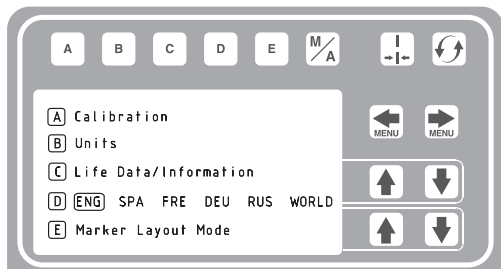 A B C D E M/A
MENU MENU
A Calibration
B Units
C Life Data/Information
D ENG SPA FRE DEU RUS WORLD
E Marker Layout Mode